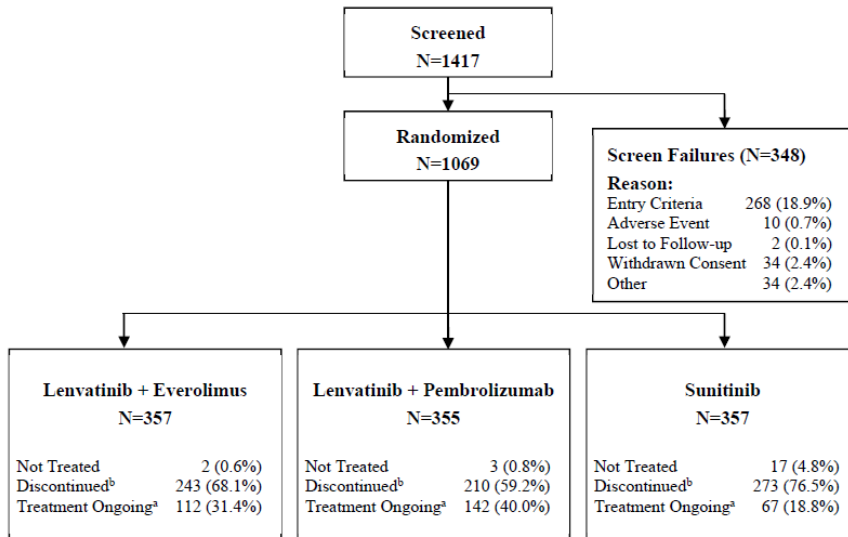 Screened
N=1417
Randomized
N=1069
Screen Failures (N=348)
Reason:
Entry Criteria 268 (18.9%)
Adverse Event 10 (0.7%)
Lost to Follow-up 2 (0.1%)
Withdrawn Consent 34 (2.4%)
Other 34 (2.4%)
Lenvatinib + Everolimus
N=357
Not Treated 2 (0.6%)
Discontinuedᵇ 243 (68.1%)
Treatment Ongoingᵃ 112 (31.4%)
Lenvatinib + Pembrolizumab
N=355
Not Treated 3 (0.8%)
Discontinuedᵇ 210 (59.2%)
Treatment Ongoingᵃ 142 (40.0%)
Sunitinib
N=357
Not Treated 17 (4.8%)
Discontinuedᵇ 273 (76.5%)
Treatment Ongoingᵃ 67 (18.8%)